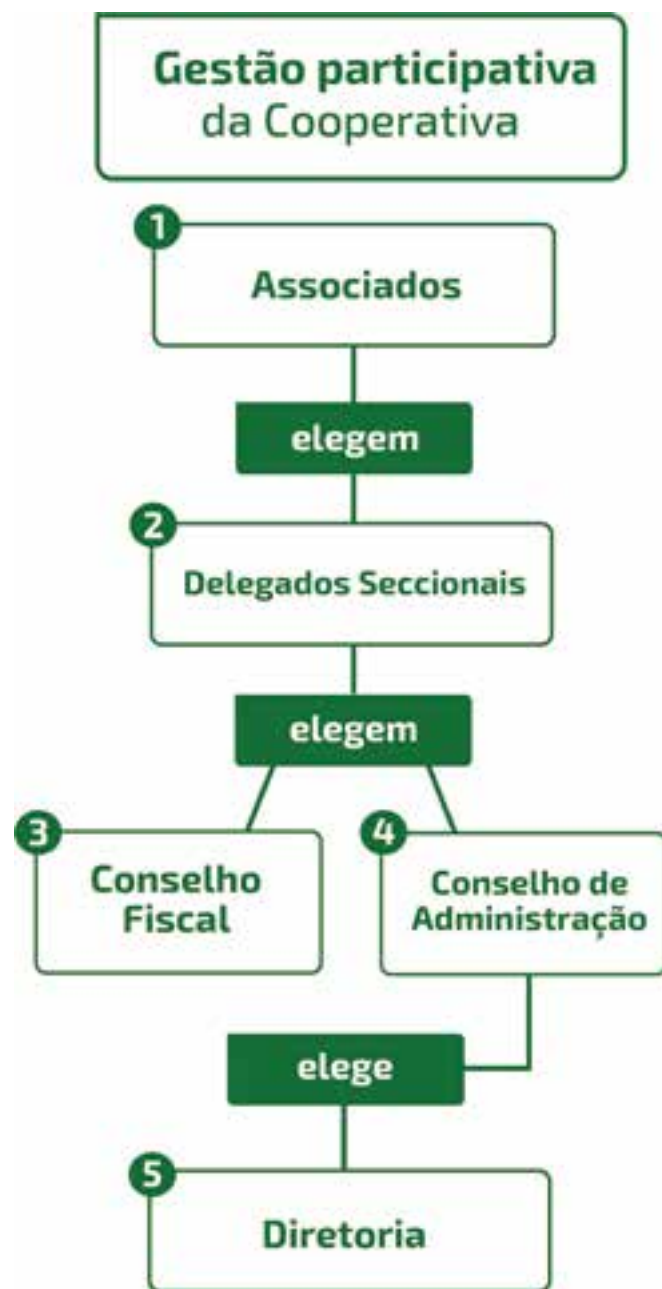 Gestão participativa
da Cooperativa
1
Associados
elegem
2
Delegados Seccionais
elegem
3
Conselho
Fiscal
4
Conselho de
Administração
elege
5
Diretoria